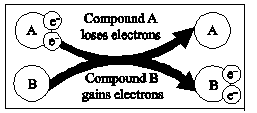 e⁻
A e⁻
Compound A
loses electrons
A
B
Compound B
gains electrons
B e⁻
e⁻